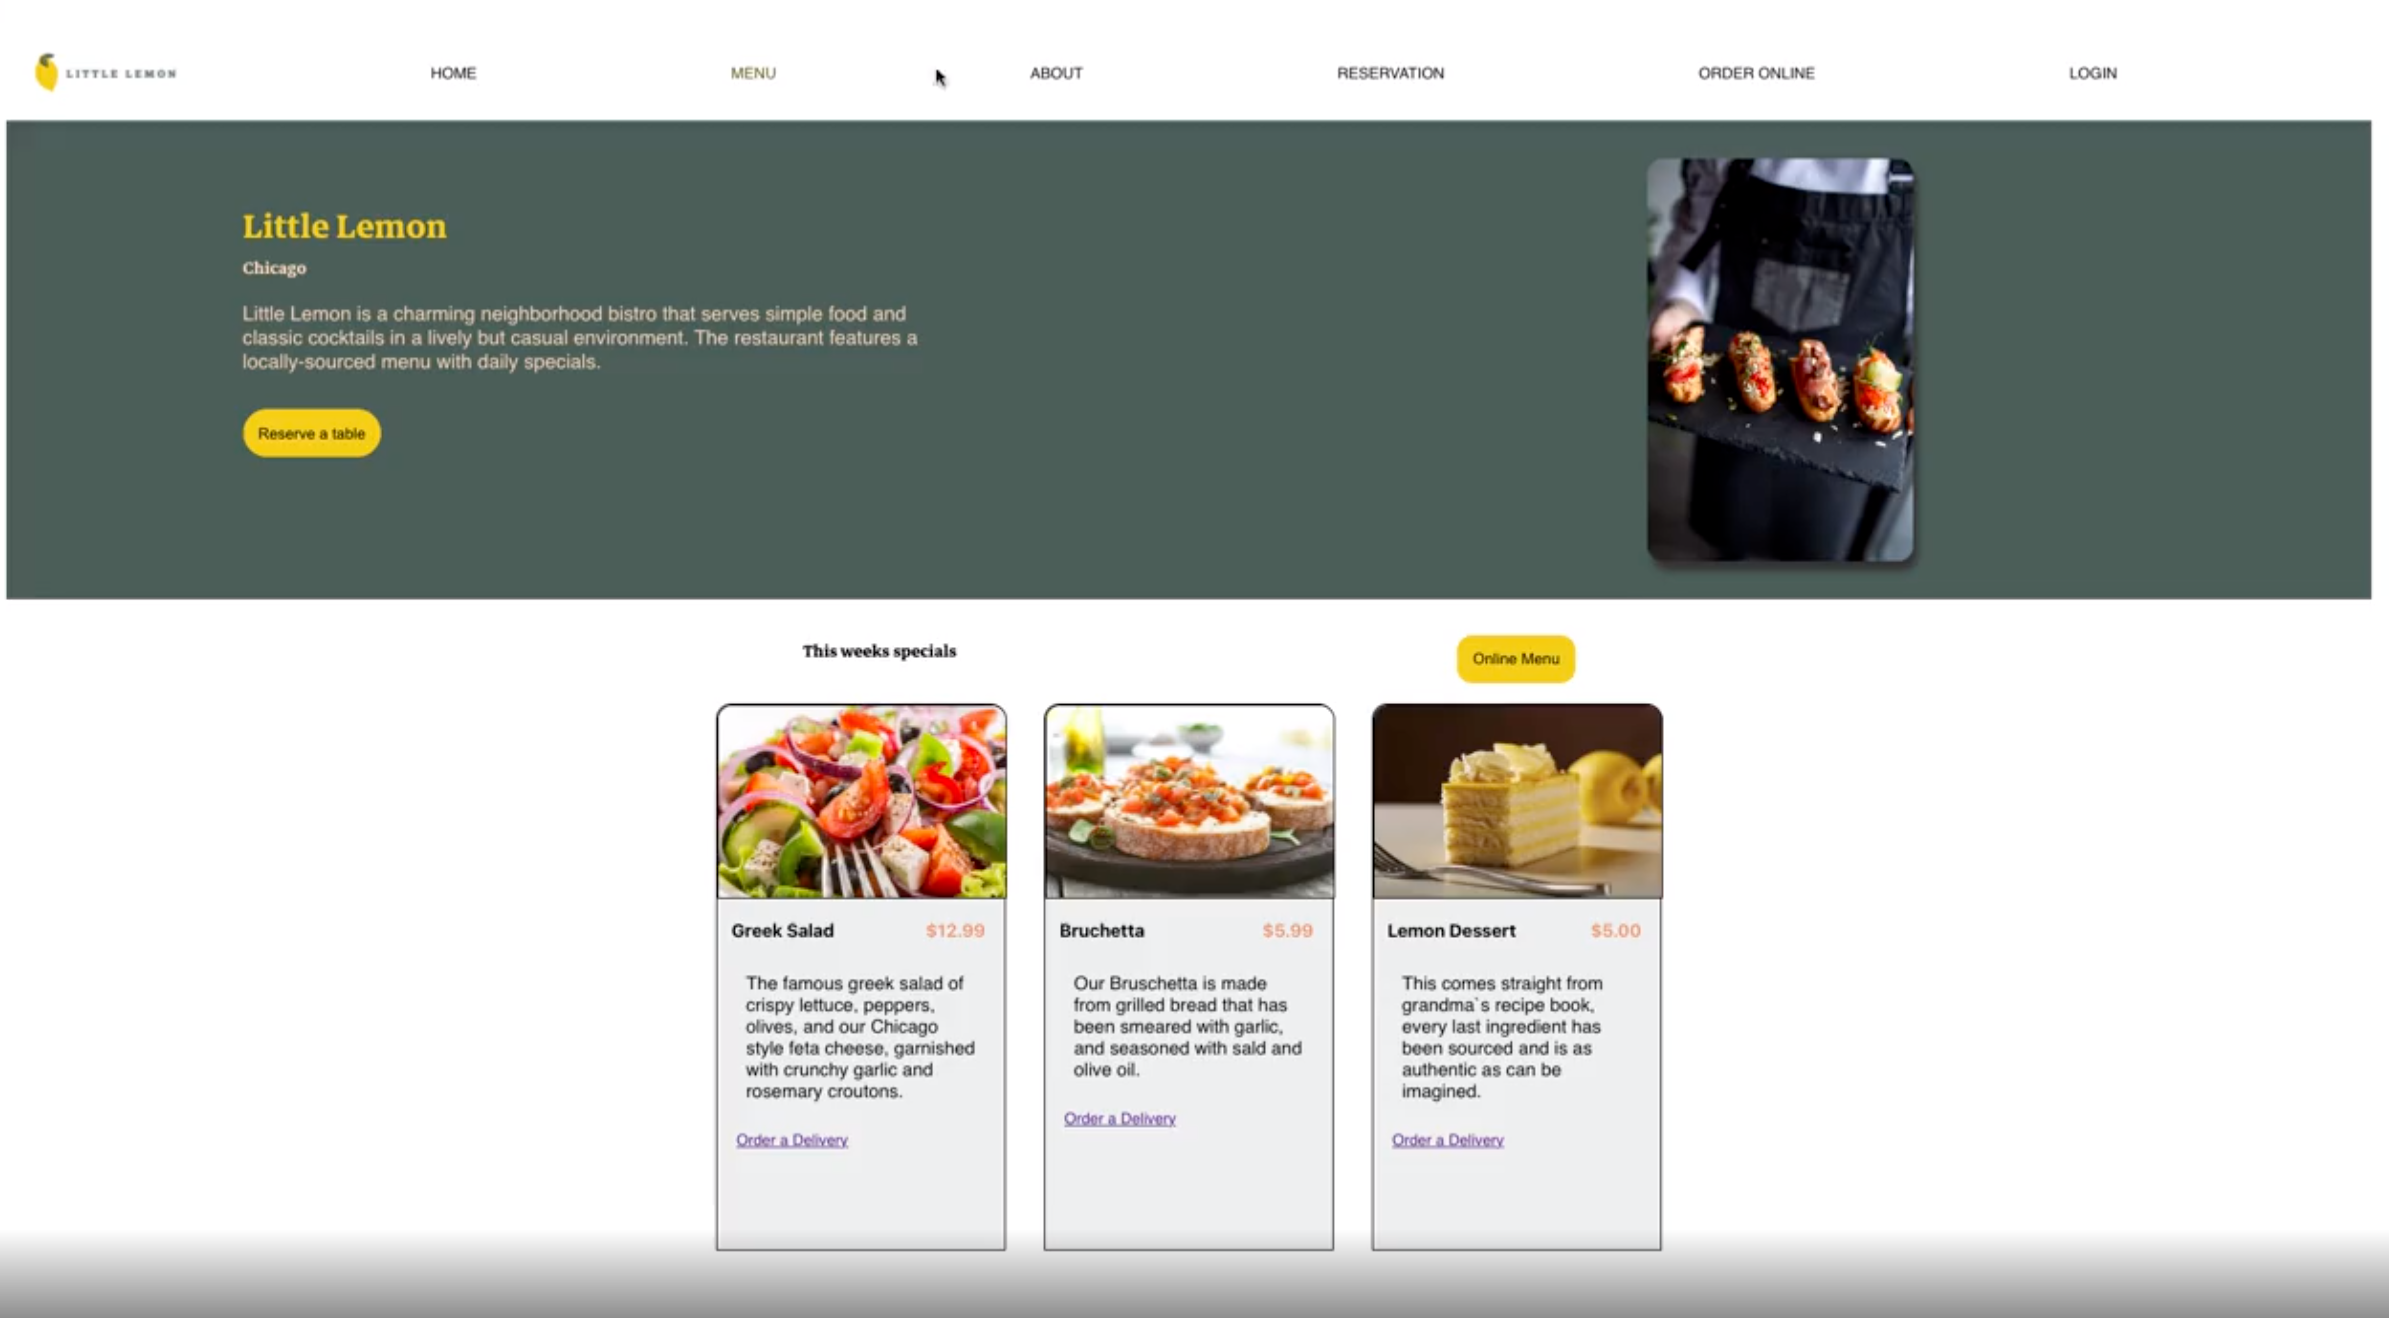 LITTLE LEMON
HOME
MENU
ABOUT
RESERVATION
ORDER ONLINE
LOGIN
Little Lemon
Chicago
Little Lemon is a charming neighborhood bistro that serves simple food and
classic cocktails in a lively but casual environment. The restaurant features a
locally-sourced menu with daily specials.
Reserve a table
This weeks specials
Online Menu
Greek Salad $12.99
The famous greek salad of
crispy lettuce, peppers,
olives, and our Chicago
style feta cheese, garnished
with crunchy garlic and
rosemary croutons.
Order a Delivery
Bruchetta $5.99
Our Bruschetta is made
from grilled bread that has
been smeared with garlic,
and seasoned with sald and
olive oil.
Order a Delivery
Lemon Dessert $5.00
This comes straight from
grandma`s recipe book,
every last ingredient has
been sourced and is as
authentic as can be
imagined.
Order a Delivery